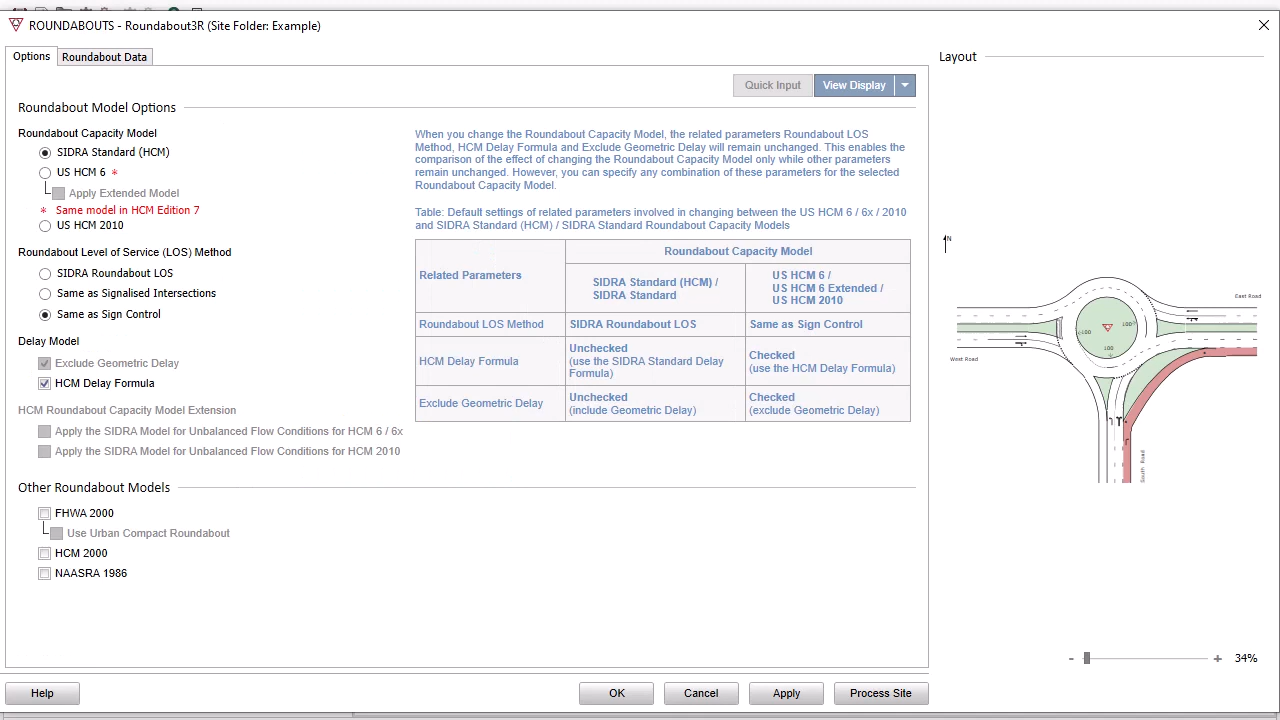 ROUNDABOUTS - Roundabout3R (Site Folder: Example)
Options
Roundabout Data
Layout
Quick Input
View Display
Roundabout Model Options
Roundabout Capacity Model
SIDRA Standard (HCM)
US HCM 6 *
Apply Extended Model
* Same model in HCM Edition 7
US HCM 2010
Roundabout Level of Service (LOS) Method
SIDRA Roundabout LOS
Same as Signalised Intersections
Same as Sign Control
Delay Model
Exclude Geometric Delay
HCM Delay Formula
HCM Roundabout Capacity Model Extension
Apply the SIDRA Model for Unbalanced Flow Conditions for HCM 6 / 6x
Apply the SIDRA Model for Unbalanced Flow Conditions for HCM 2010
When you change the Roundabout Capacity Model, the related parameters Roundabout LOS
Method, HCM Delay Formula and Exclude Geometric Delay will remain unchanged. This enables the
comparison of the effect of changing the Roundabout Capacity Model only while other parameters
remain unchanged. However, you can specify any combination of these parameters for the selected
Roundabout Capacity Model.
Table: Default settings of related parameters involved in changing between the US HCM 6 / 6x / 2010
and SIDRA Standard (HCM) / SIDRA Standard Roundabout Capacity Models
Related Parameters
Roundabout Capacity Model
SIDRA Standard (HCM) /
SIDRA Standard
US HCM 6 /
US HCM 6 Extended /
US HCM 2010
Roundabout LOS Method
SIDRA Roundabout LOS
Same as Sign Control
HCM Delay Formula
Unchecked
(use the SIDRA Standard Delay
Formula)
Checked
(use the HCM Delay Formula)
Exclude Geometric Delay
Unchecked
(include Geometric Delay)
Checked
(exclude Geometric Delay)
Other Roundabout Models
FHWA 2000
Use Urban Compact Roundabout
HCM 2000
NAASRA 1986
N
East Road
West Road
100
100
100
South Road
- + 34%
Help
OK
Cancel
Apply
Process Site